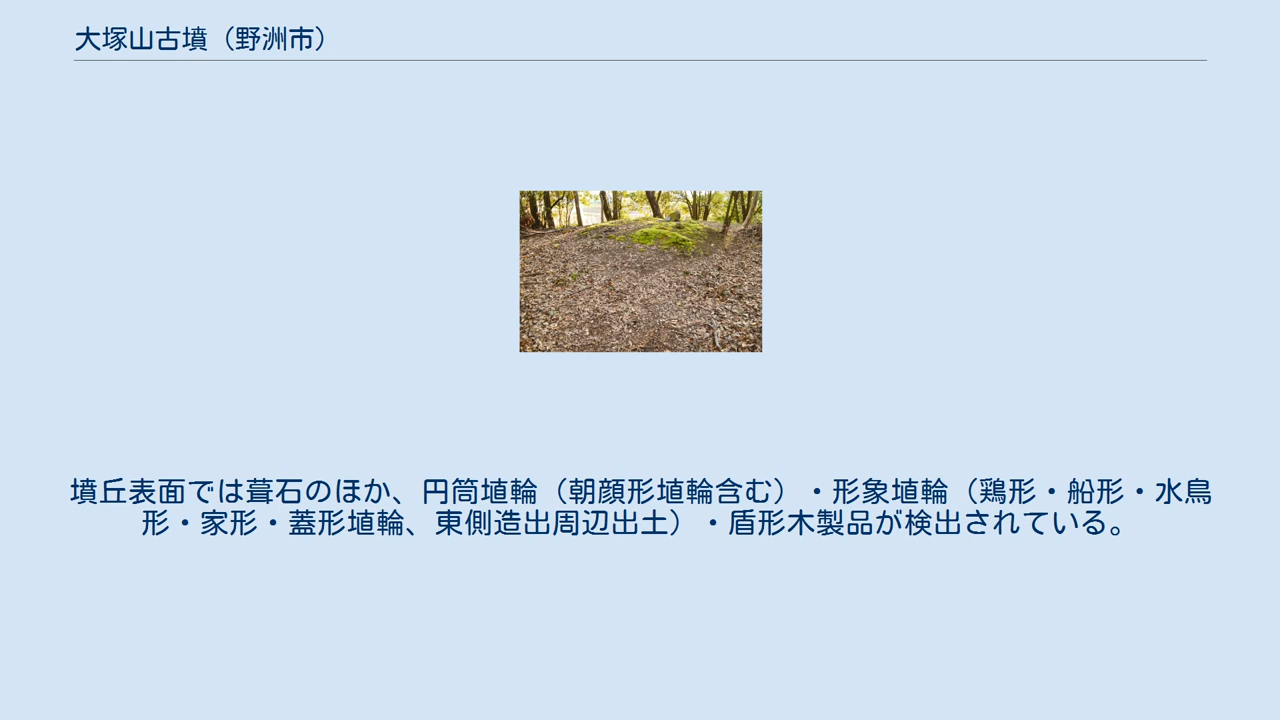 大塚山古墳（野洲市）
墳丘表面では葺石のほか、円筒埴輪（朝顔形埴輪含む）・形象埴輪（鶏形・船形・水鳥
形・家形・蓋形埴輪、東側造出周辺出土）・盾形木製品が検出されている。